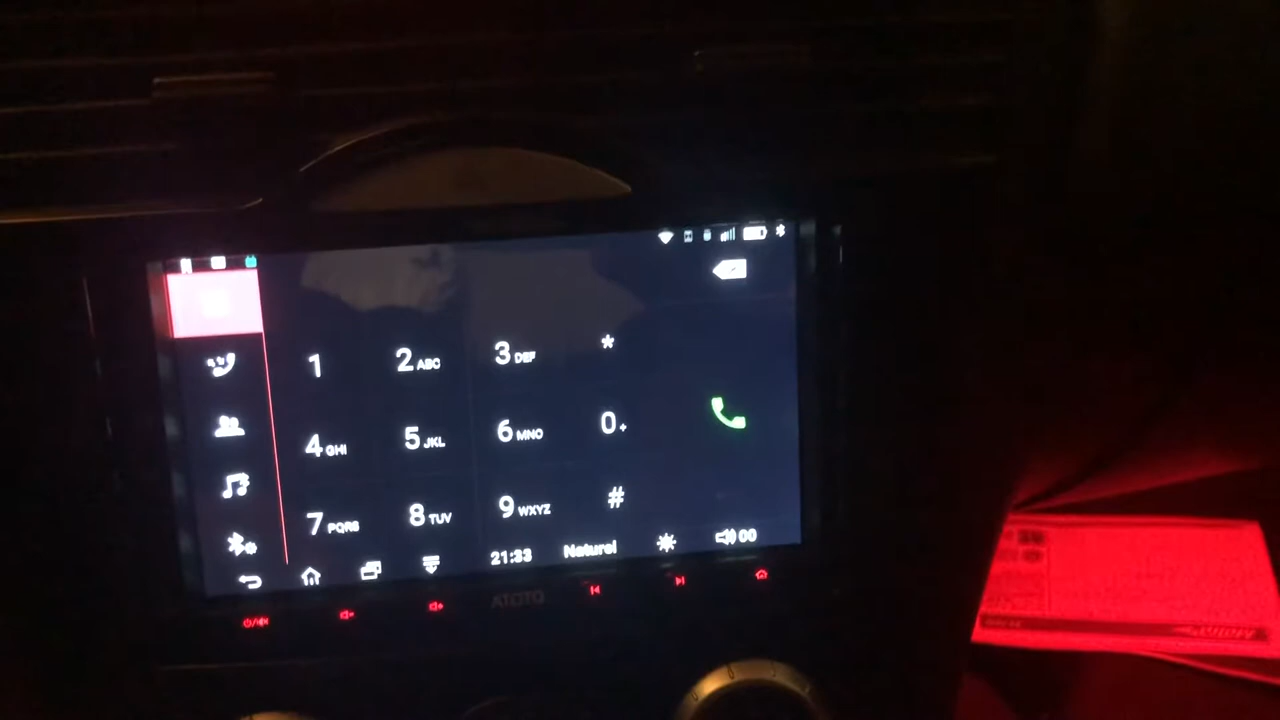 1 2 ABC 3 DEF *
4 GHI 5 JKL 6 MNO 0 +
7 PQRS 8 TUV 9 WXYZ #
21:33 Naturel 00
ATOTO